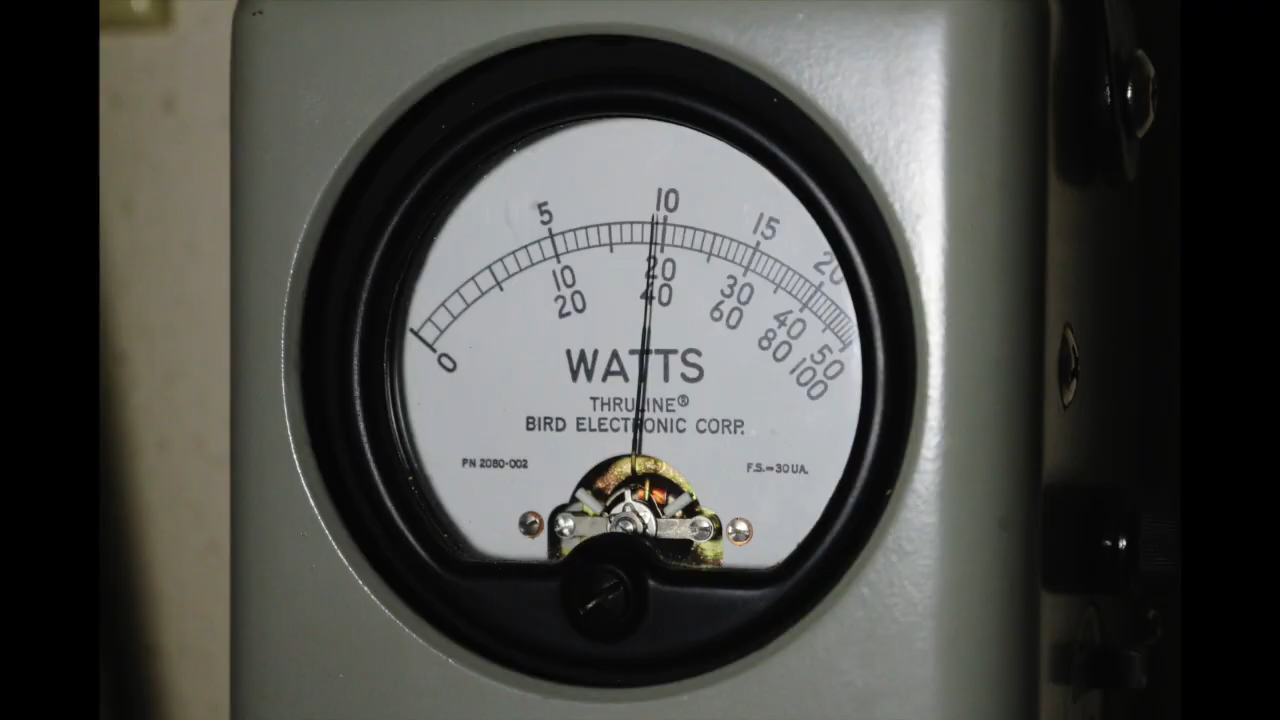 5 10 15 20
0 10 20 30 40 50
20 40 60 80 100
WATTS
THRULINE®
BIRD ELECTRONIC CORP.
PN 2080-002 F.S.=30UA.